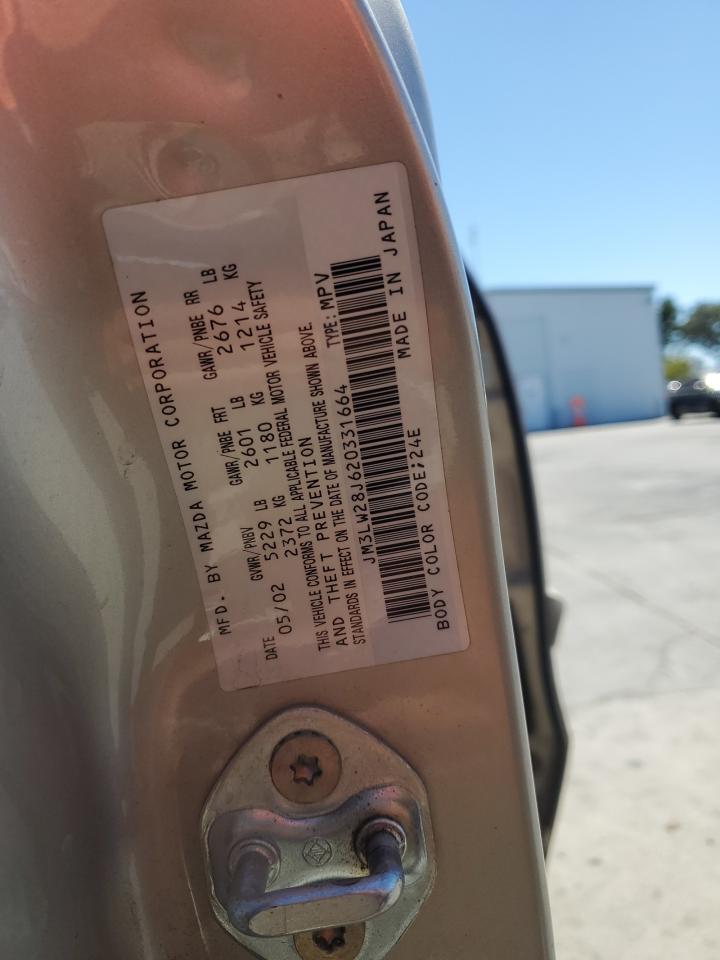 MFD. BY MAZDA MOTOR CORPORATION
DATE GVWR/PNBV GAWR/PNBE FRT GAWR/PNBE RR
05/02 5229 LB 2601 LB 2676 LB
2372 KG 1180 KG 1214 KG
THIS VEHICLE CONFORMS TO ALL APPLICABLE FEDERAL MOTOR VEHICLE SAFETY
AND THEFT PREVENTION
STANDARDS IN EFFECT ON THE DATE OF MANUFACTURE SHOWN ABOVE.
JM3LW28J620331664 TYPE: MPV
BODY COLOR CODE;24E MADE IN JAPAN